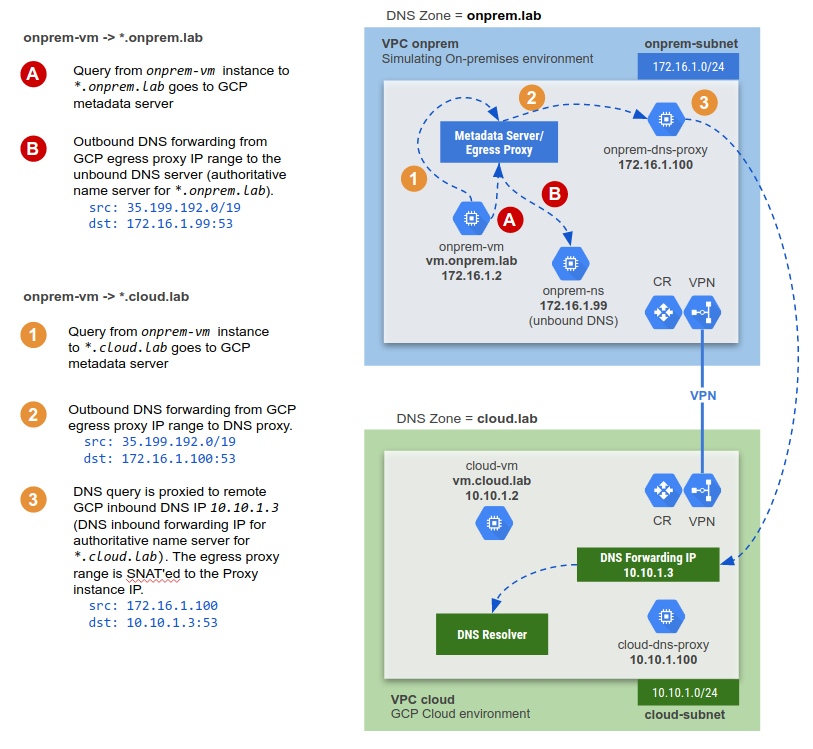 onprem-vm -> *.onprem.lab
A
Query from onprem-vm instance to
*.onprem.lab goes to GCP
metadata server
B
Outbound DNS forwarding from
GCP egress proxy IP range to the
unbound DNS server (authoritative
name server for *.onprem.lab).
src: 35.199.192.0/19
dst: 172.16.1.99:53
onprem-vm -> *.cloud.lab
1
Query from onprem-vm instance
to *.cloud.lab goes to GCP
metadata server
2
Outbound DNS forwarding from GCP
egress proxy IP range to DNS proxy.
src: 35.199.192.0/19
dst: 172.16.1.100:53
3
DNS query is proxied to remote
GCP inbound DNS IP 10.10.1.3
(DNS inbound forwarding IP for
authoritative name server for
*.cloud.lab). The egress proxy
range is SNAT'ed to the Proxy
instance IP.
src: 172.16.1.100
dst: 10.10.1.3:53
DNS Zone = onprem.lab
VPC onprem
Simulating On-premises environment
onprem-subnet
172.16.1.0/24
2
3
Metadata Server/
Egress Proxy
onprem-dns-proxy
172.16.1.100
1
B
A
onprem-vm
vm.onprem.lab
172.16.1.2
onprem-ns
172.16.1.99
(unbound DNS)
CR
VPN
VPN
DNS Zone = cloud.lab
cloud-vm
vm.cloud.lab
10.10.1.2
CR
VPN
DNS Forwarding IP
10.10.1.3
DNS Resolver
cloud-dns-proxy
10.10.1.100
10.10.1.0/24
cloud-subnet
VPC cloud
GCP Cloud environment